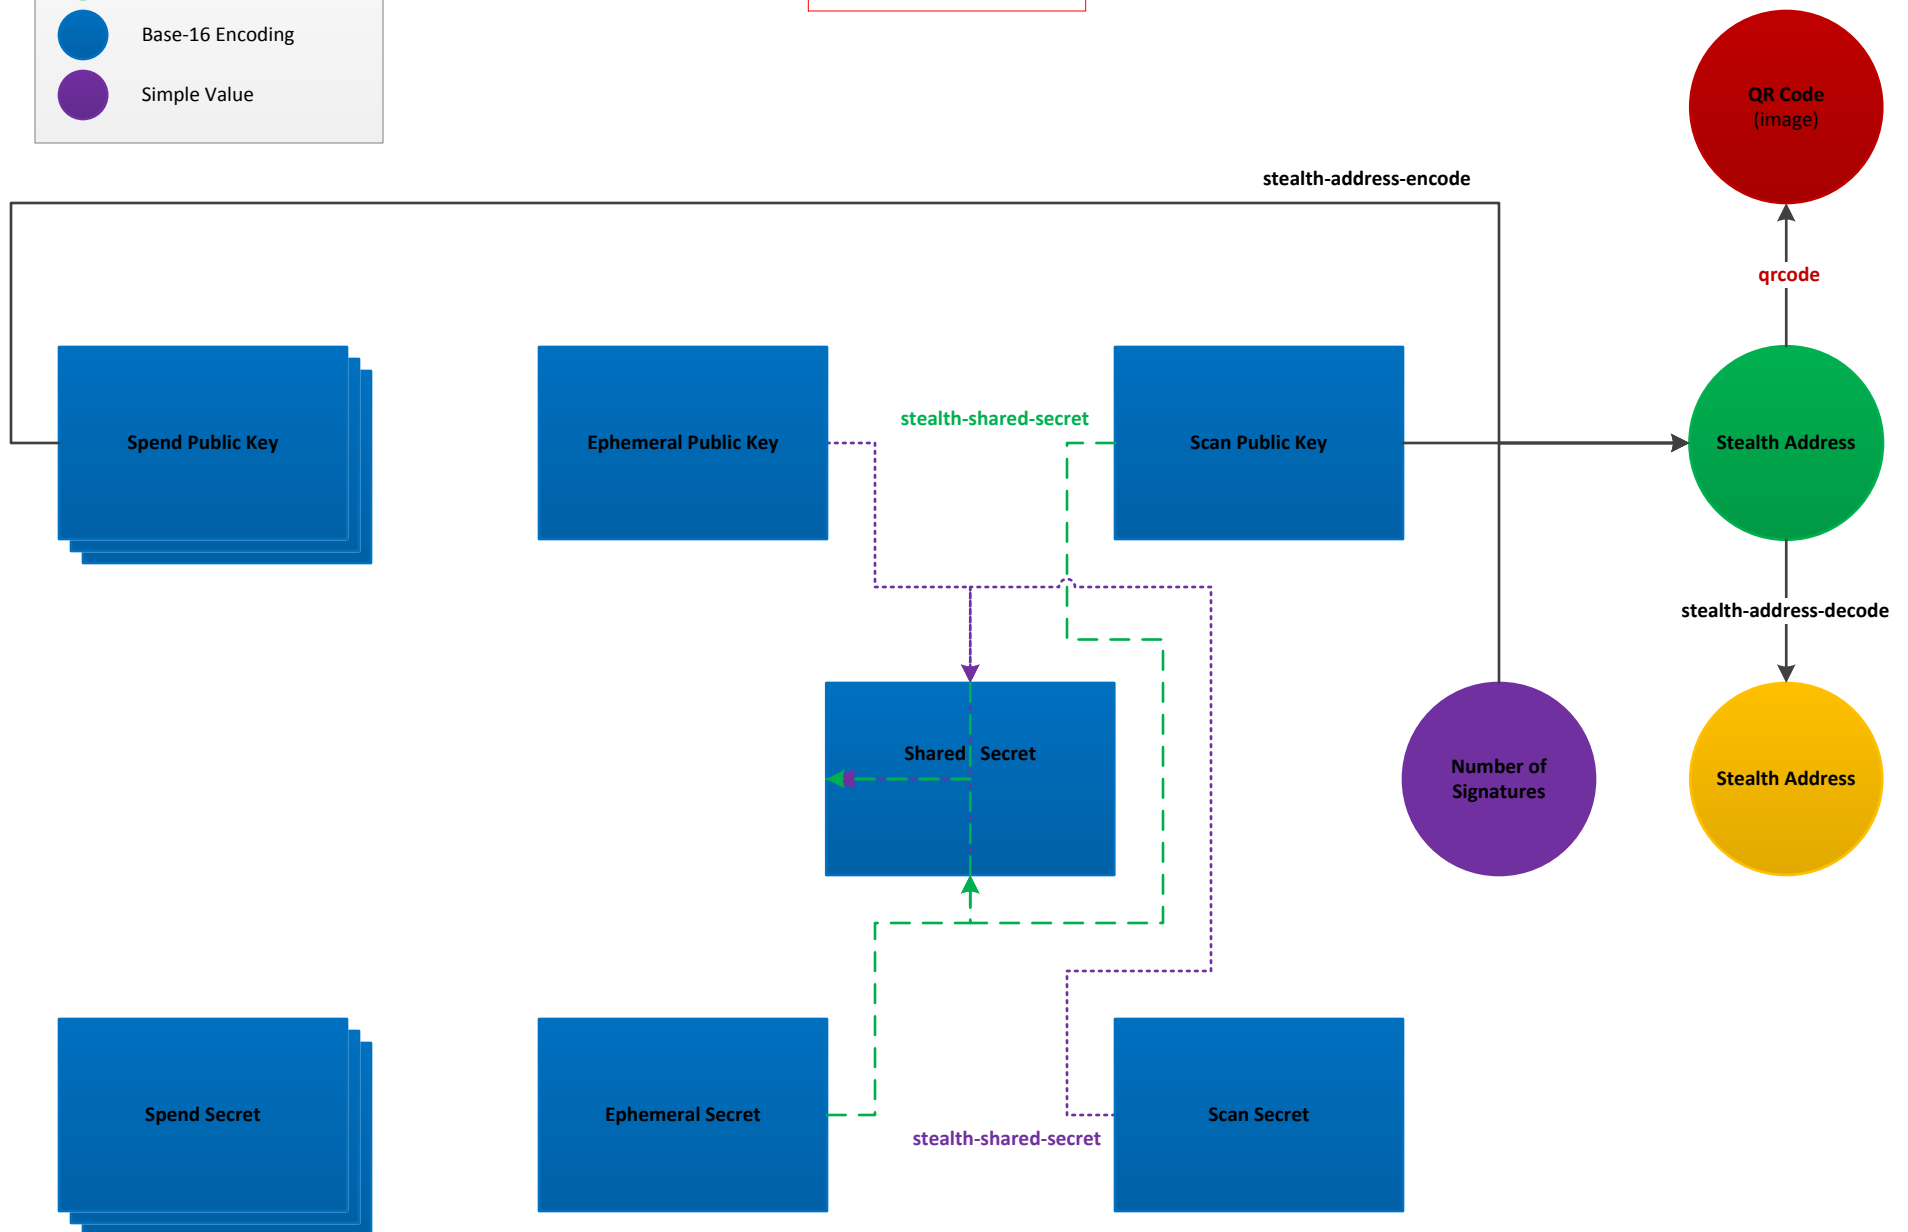 Base-16 Encoding
Simple Value
QR Code
(image)
stealth-address-encode
qrcode
Spend Public Key
Ephemeral Public Key
stealth-shared-secret
Scan Public Key
Stealth Address
stealth-address-decode
Shared Secret
Number of
Signatures
Stealth Address
Spend Secret
Ephemeral Secret
stealth-shared-secret
Scan Secret